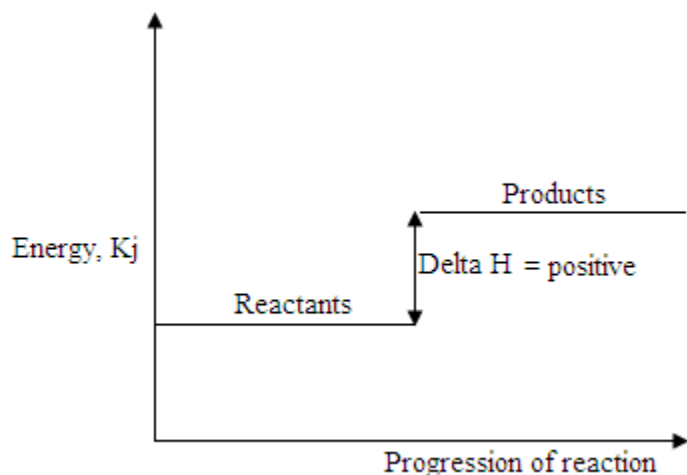 Products
Energy, Kj
Delta H = positive
Reactants
Progression of reaction